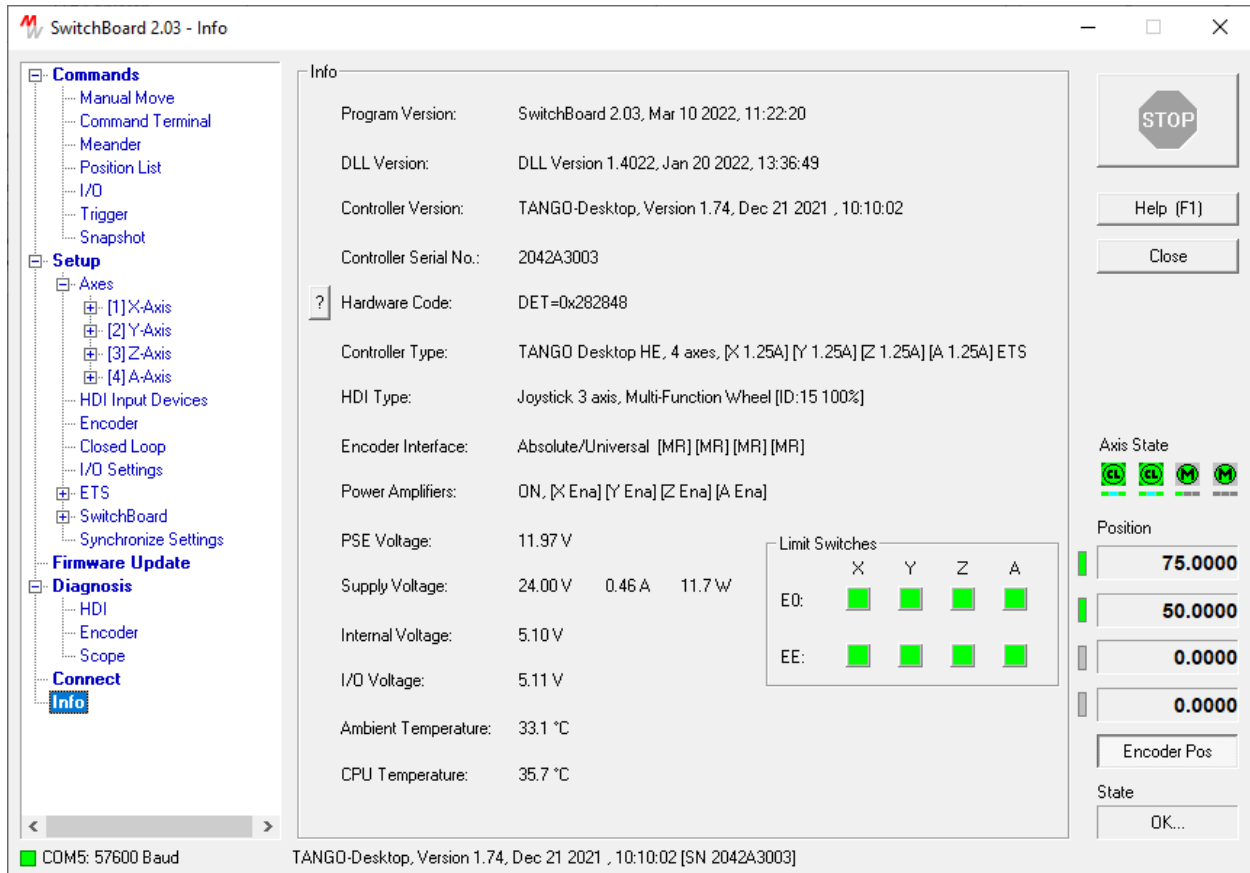 SwitchBoard 2.03 - Info
Commands
Manual Move
Command Terminal
Meander
Position List
I/O
Trigger
Snapshot
Setup
Axes
[1] X-Axis
[2] Y-Axis
[3] Z-Axis
[4] A-Axis
HDI Input Devices
Encoder
Closed Loop
I/O Settings
ETS
SwitchBoard
Synchronize Settings
Firmware Update
Diagnosis
HDI
Encoder
Scope
Connect
Info
Info
Program Version: SwitchBoard 2.03, Mar 10 2022, 11:22:20
DLL Version: DLL Version 1.4022, Jan 20 2022, 13:36:49
Controller Version: TANGO-Desktop, Version 1.74, Dec 21 2021 , 10:10:02
Controller Serial No.: 2042A3003
? Hardware Code: DET=0x282848
Controller Type: TANGO Desktop HE, 4 axes, [X 1.25A] [Y 1.25A] [Z 1.25A] [A 1.25A] ETS
HDI Type: Joystick 3 axis, Multi-Function Wheel [ID:15 100%]
Encoder Interface: Absolute/Universal [MR] [MR] [MR] [MR]
Power Amplifiers: ON, [X Ena] [Y Ena] [Z Ena] [A Ena]
PSE Voltage: 11.97 V
Supply Voltage: 24.00 V 0.46 A 11.7 W
Internal Voltage: 5.10 V
I/O Voltage: 5.11 V
Ambient Temperature: 33.1 °C
CPU Temperature: 35.7 °C
Limit Switches
X Y Z A
E0:
EE:
STOP
Help (F1)
Close
Axis State
CL CL M M
Position
75.0000
50.0000
0.0000
0.0000
Encoder Pos
State
OK...
COM5: 57600 Baud TANGO-Desktop, Version 1.74, Dec 21 2021 , 10:10:02 [SN 2042A3003]